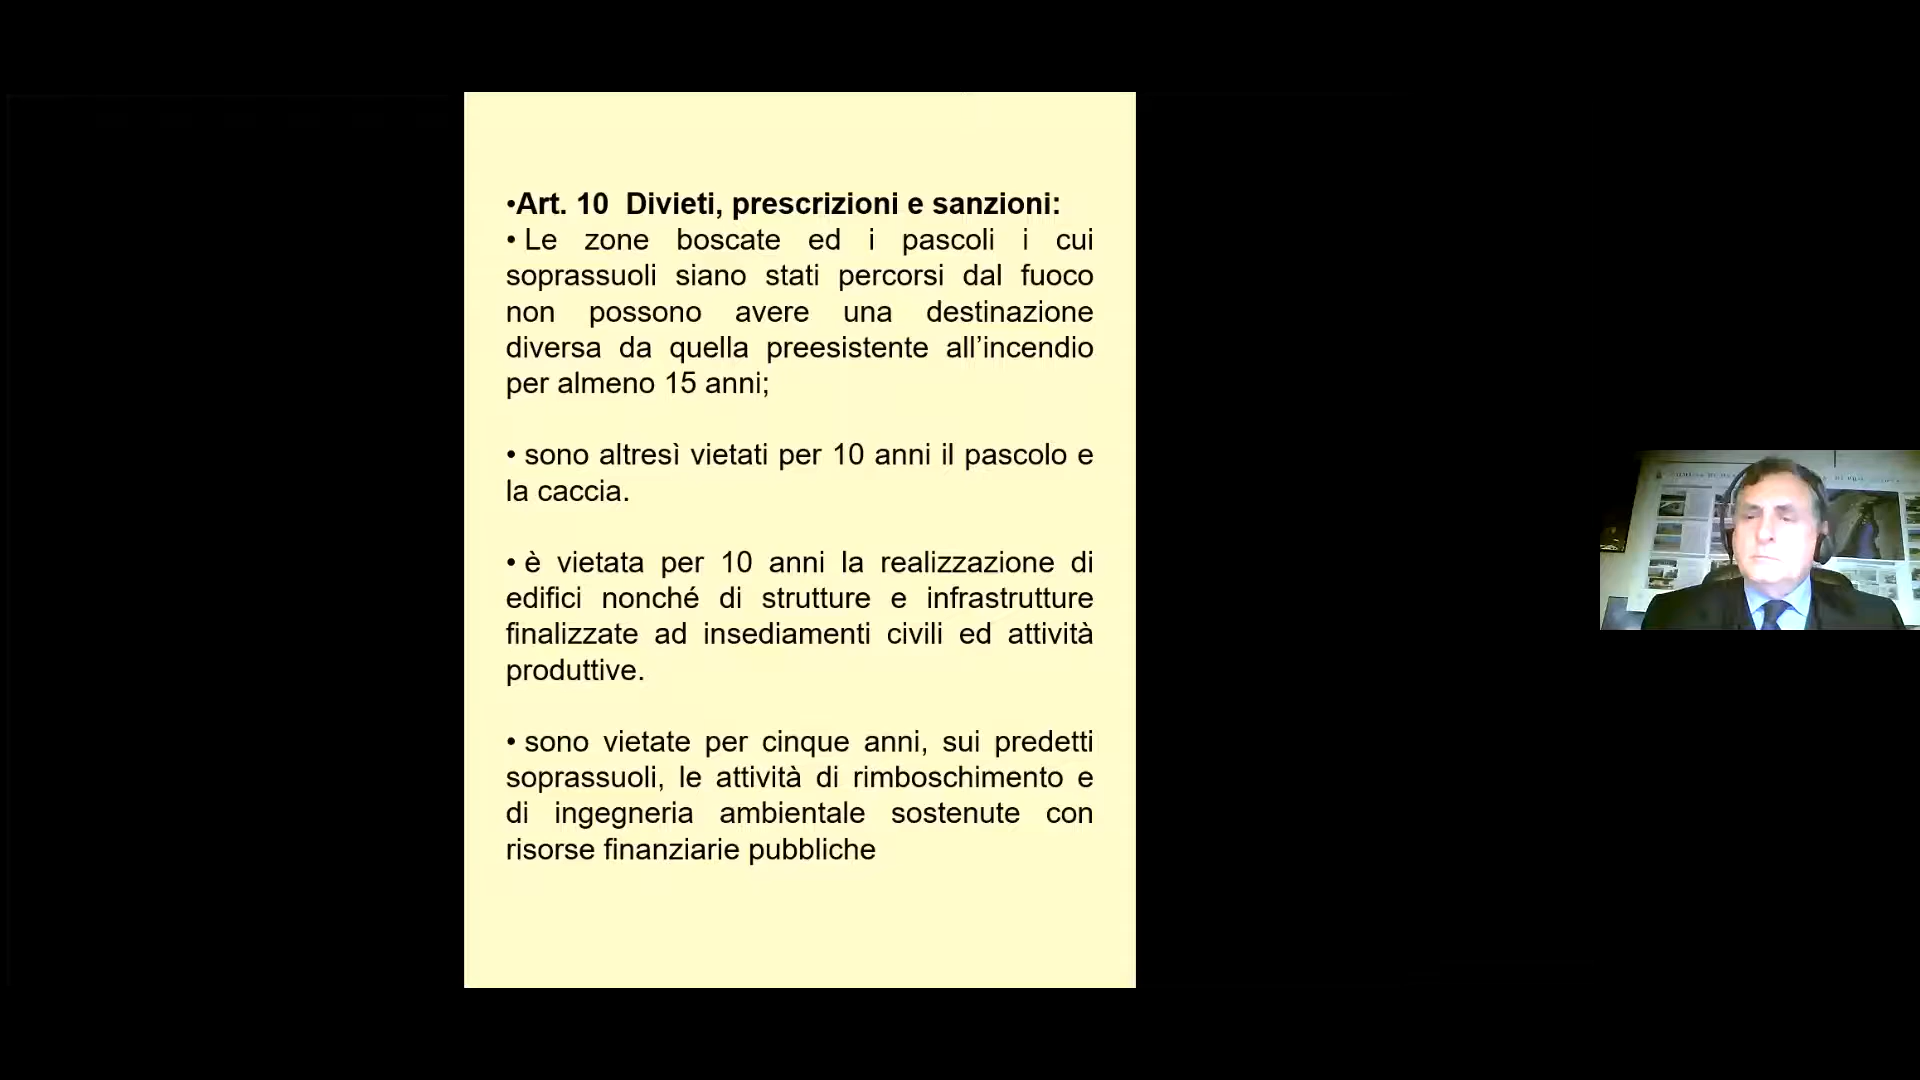 •Art. 10  Divieti, prescrizioni e sanzioni:
• Le zone boscate ed i pascoli i cui
soprassuoli siano stati percorsi dal fuoco
non possono avere una destinazione
diversa da quella preesistente all’incendio
per almeno 15 anni;
• sono altresì vietati per 10 anni il pascolo e
la caccia.
• è vietata per 10 anni la realizzazione di
edifici nonché di strutture e infrastrutture
finalizzate ad insediamenti civili ed attività
produttive.
• sono vietate per cinque anni, sui predetti
soprassuoli, le attività di rimboschimento e
di ingegneria ambientale sostenute con
risorse finanziarie pubbliche